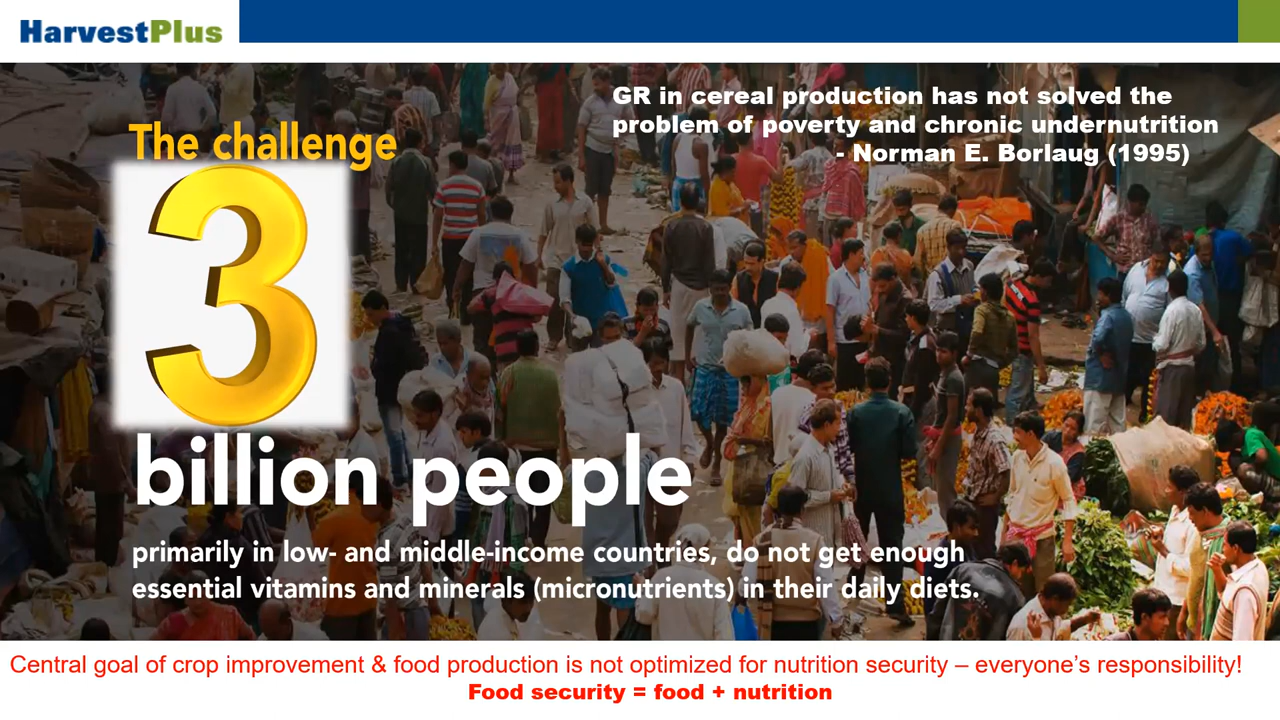 HarvestPlus
GR in cereal production has not solved the
problem of poverty and chronic undernutrition
- Norman E. Borlaug (1995)
The challenge
3
billion people
primarily in low- and middle-income countries, do not get enough
essential vitamins and minerals (micronutrients) in their daily diets.
Central goal of crop improvement & food production is not optimized for nutrition security – everyone’s responsibility!
Food security = food + nutrition